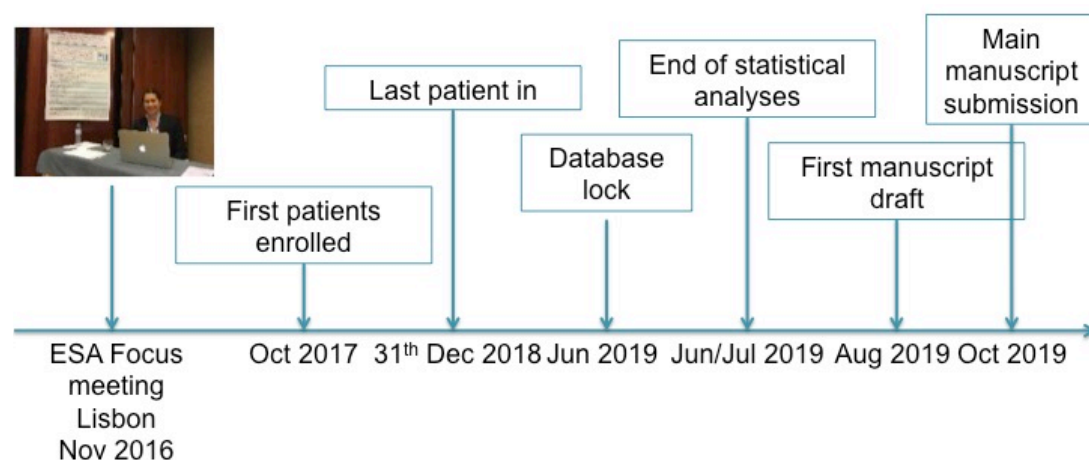 Last patient in
End of statistical
analyses
Main
manuscript
submission
First patients
enrolled
Database
lock
First manuscript
draft
ESA Focus
meeting
Lisbon
Nov 2016
Oct 2017
31th Dec 2018
Jun 2019
Jun/Jul 2019
Aug 2019
Oct 2019